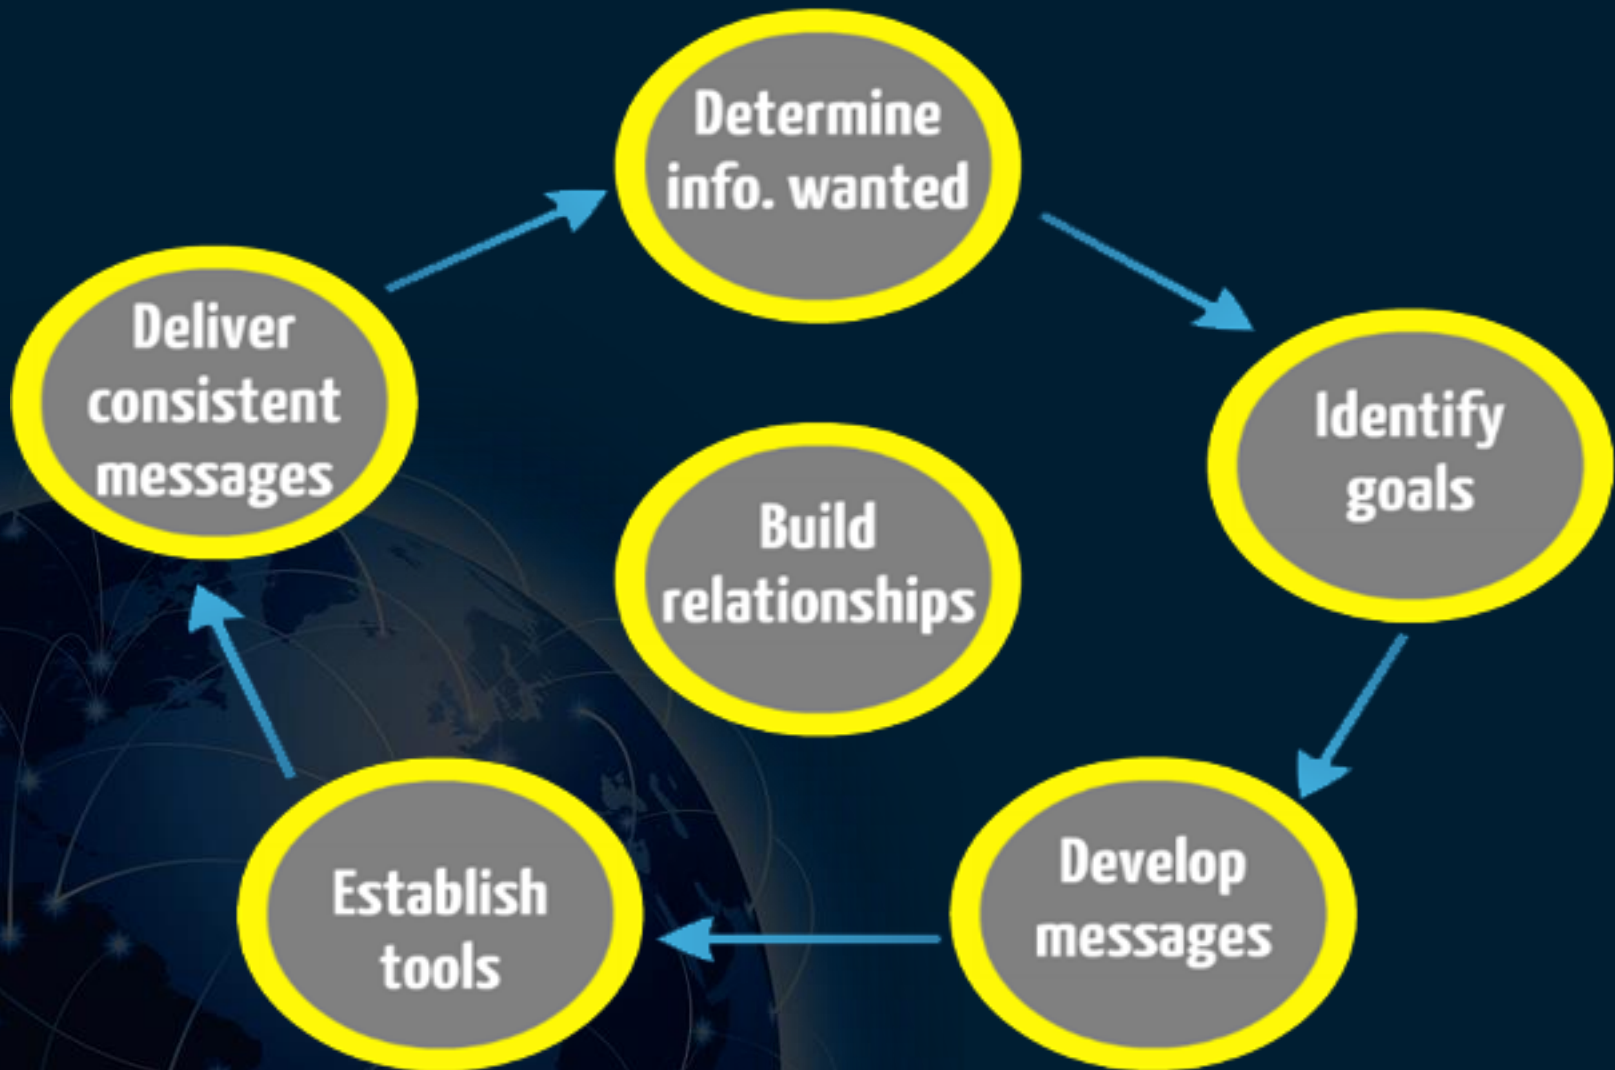 Determine
info. wanted
Identify
goals
Develop
messages
Establish
tools
Deliver
consistent
messages
Build
relationships